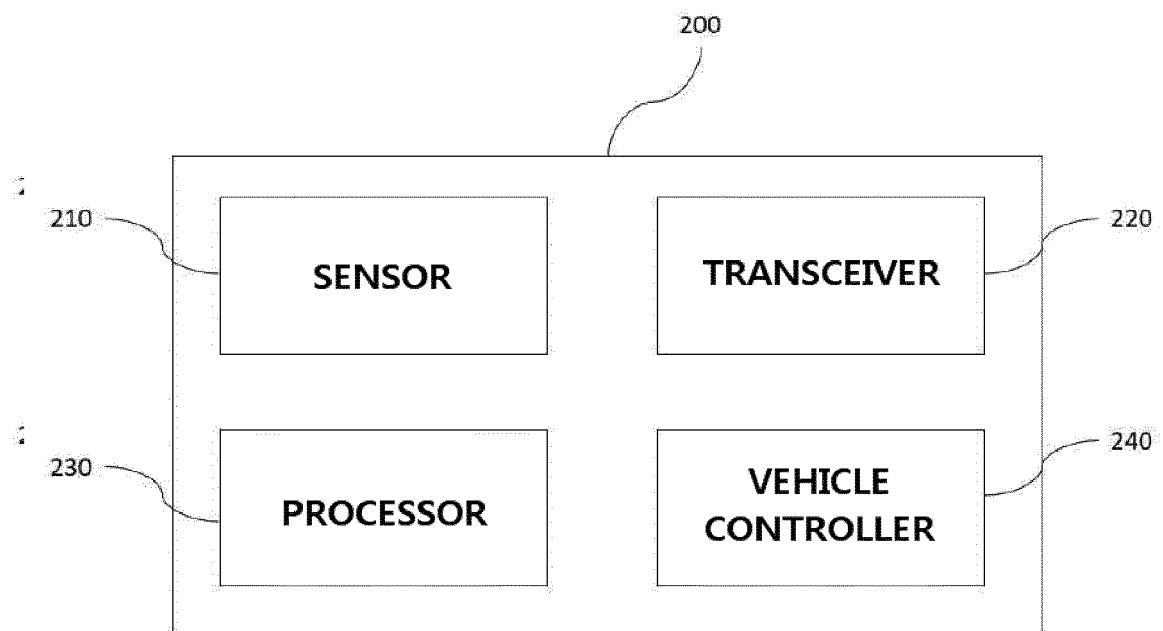 200
210
SENSOR
TRANSCEIVER
220
230
PROCESSOR
VEHICLE
CONTROLLER
240